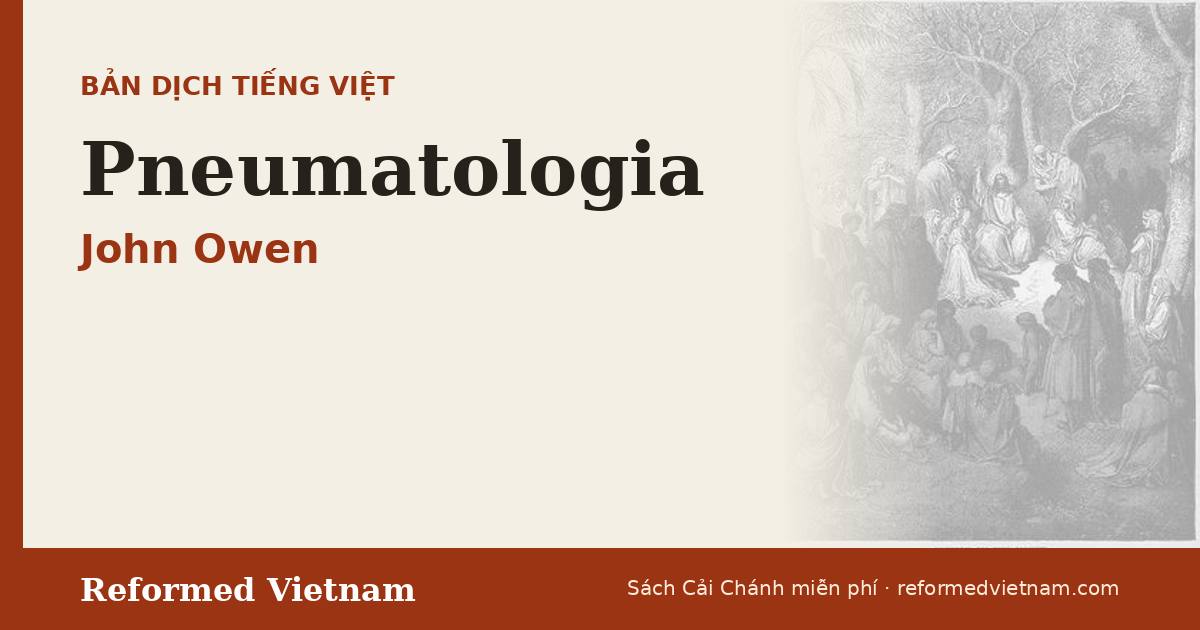 BẢN DỊCH TIẾNG VIỆT
Pneumatologia
John Owen
Reformed Vietnam
Sách Cải Chánh miễn phí · reformedvietnam.com